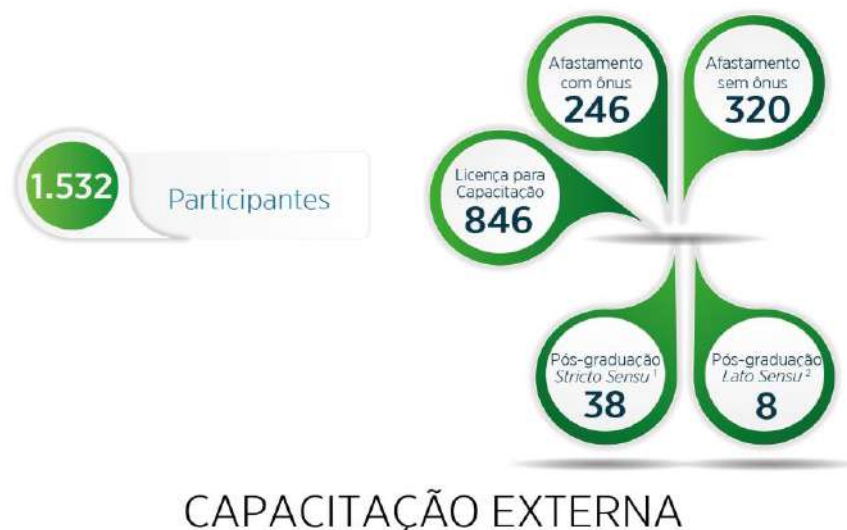 Afastamento
com ônus
246
Afastamento
sem ônus
320
1.532
Participantes
Licença para
Capacitação
846
Pós-graduação
Stricto Sensu 1
38
Pós-graduação
Lato Sensu 2
8
CAPACITAÇÃO EXTERNA